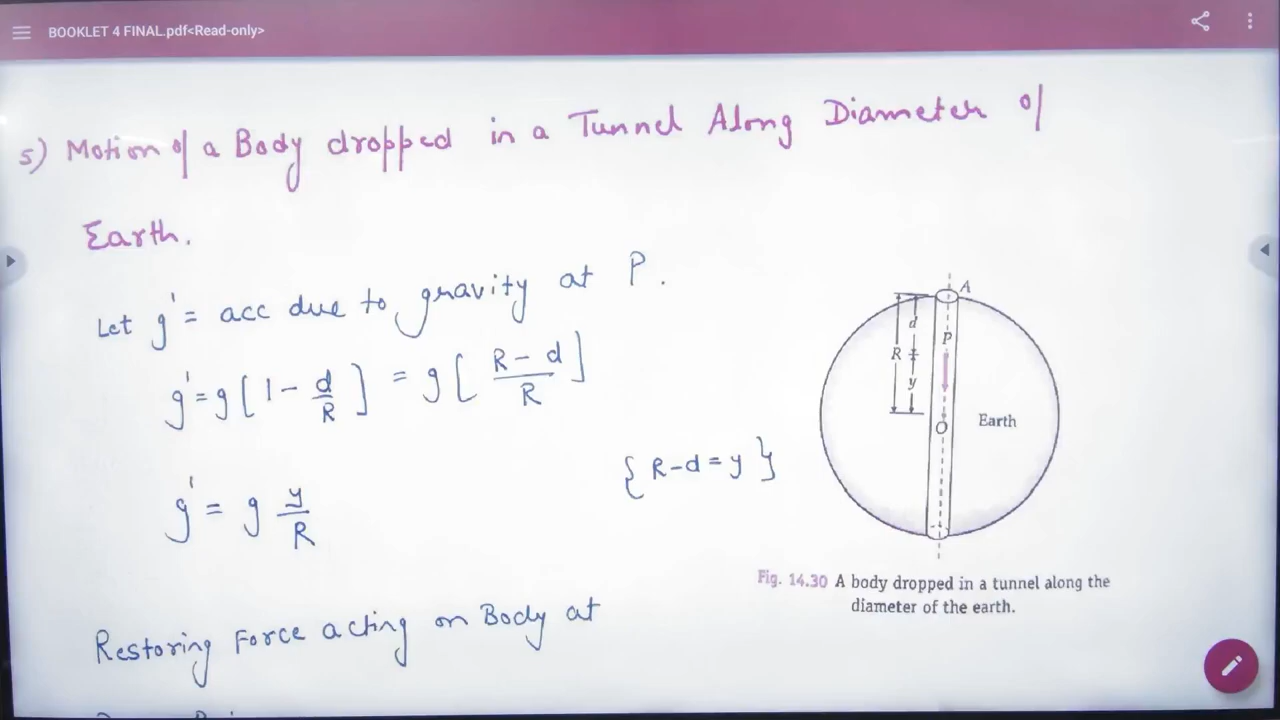 BOOKLET 4 FINAL.pdf<Read-only>
5) Motion of a Body dropped in a Tunnel Along Diameter of
Earth.
Let g' = acc due to gravity at P.
g' = g [ 1 - d/R ] = g [ R - d / R ]
{ R - d = y }
g' = g y/R
Restoring Force acting on Body at
A
d
P
R
y
O
Earth
Fig. 14.30 A body dropped in a tunnel along the
diameter of the earth.